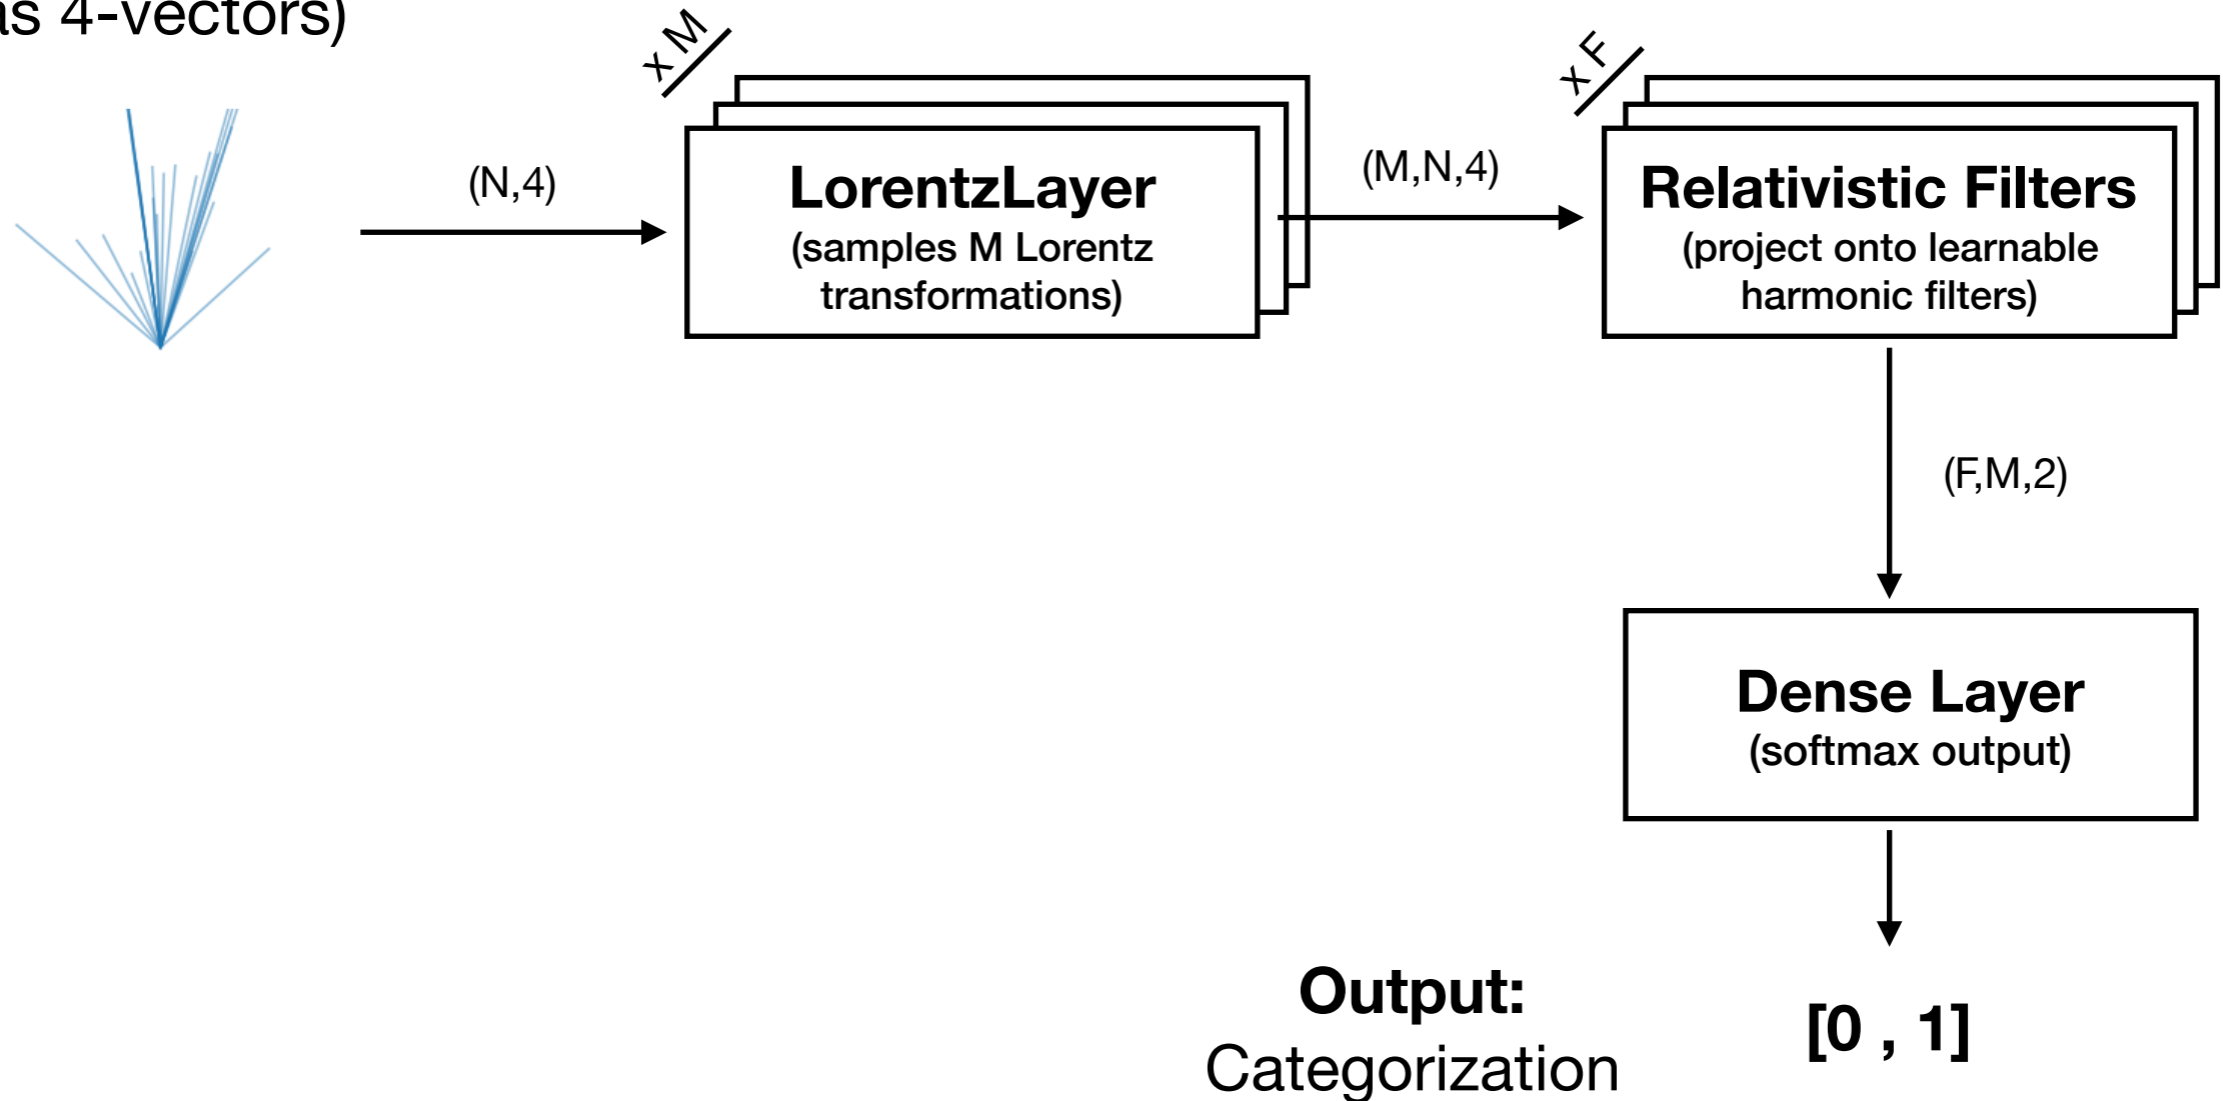 as 4-vectors)
(N,4)
x M
LorentzLayer
(samples M Lorentz
transformations)
(M,N,4)
x F
Relativistic Filters
(project onto learnable
harmonic filters)
(F,M,2)
Dense Layer
(softmax output)
Output:
Categorization
[0 , 1]